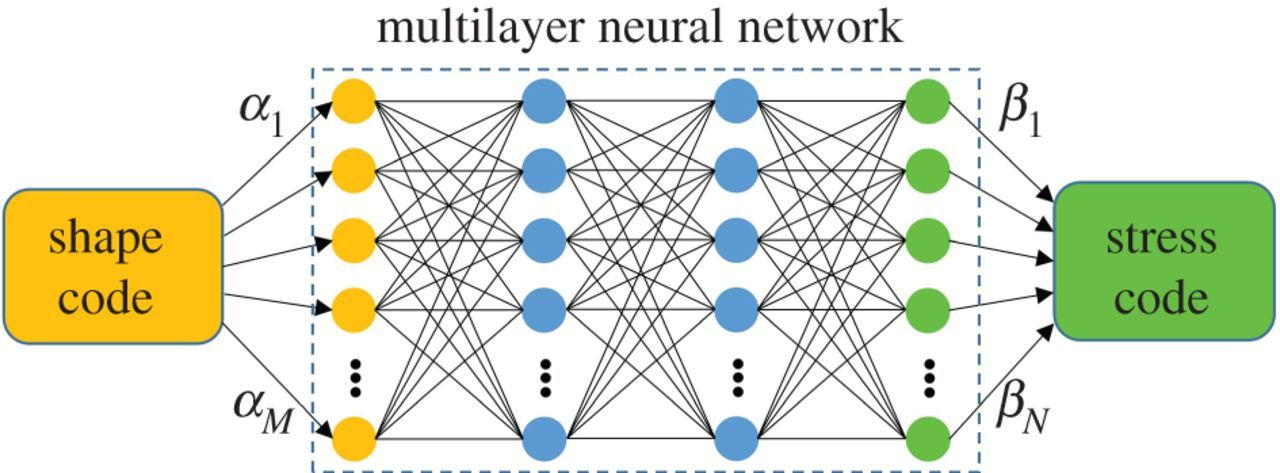 multilayer neural network
α1
β1
shape
code
stress
code
αM
βN